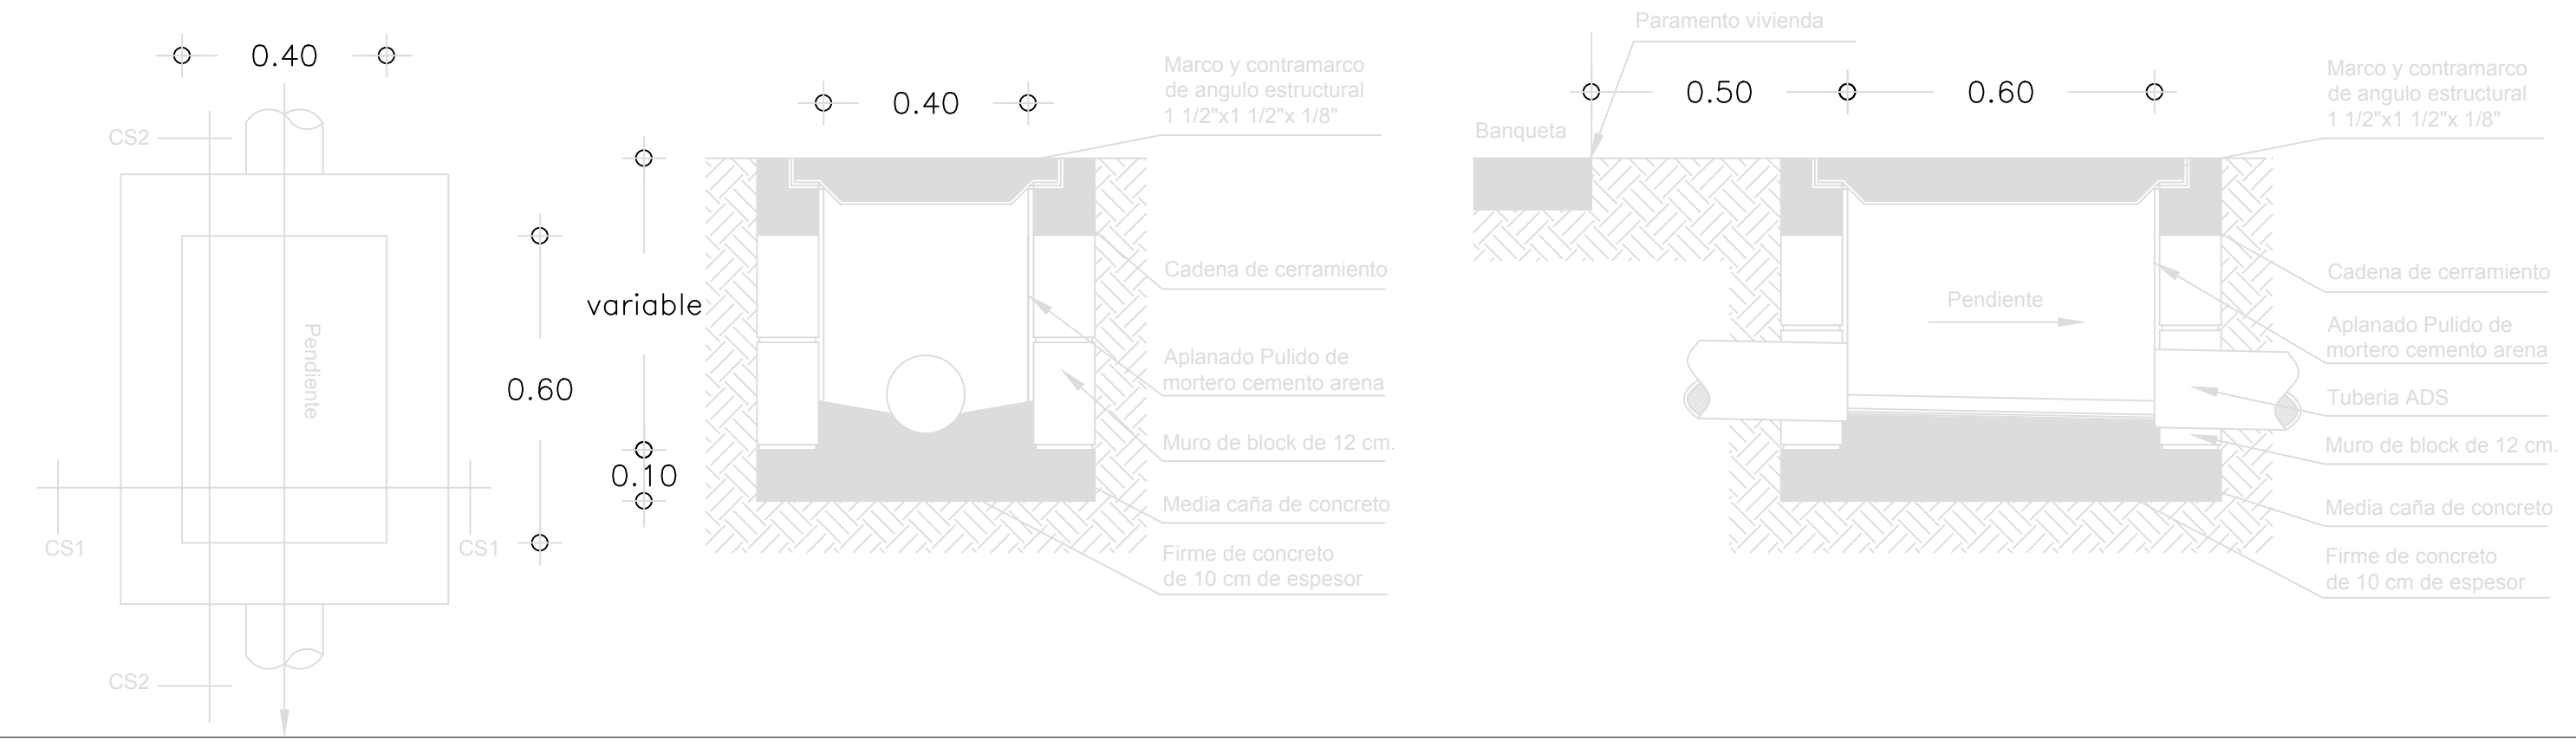 0.40
CS2
Pendiente
0.60
CS1
CS1
CS2
0.40
variable
0.10
Marco y contramarco
de angulo estructural
1 1/2"x1 1/2"x 1/8"
Cadena de cerramiento
Aplanado Pulido de
mortero cemento arena
Muro de block de 12 cm.
Media caña de concreto
Firme de concreto
de 10 cm de espesor
Paramento vivienda
0.50
0.60
Banqueta
Pendiente
Marco y contramarco
de angulo estructural
1 1/2"x1 1/2"x 1/8"
Cadena de cerramiento
Aplanado Pulido de
mortero cemento arena
Tuberia ADS
Muro de block de 12 cm.
Media caña de concreto
Firme de concreto
de 10 cm de espesor